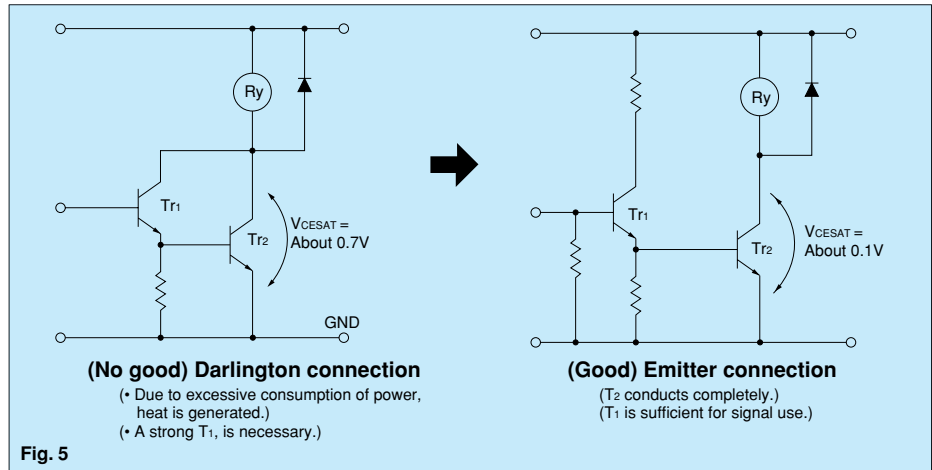 Ry
Tr1
Tr2
VCESAT =
About 0.7V
GND
(No good) Darlington connection
(• Due to excessive consumption of power,
heat is generated.)
(• A strong T1, is necessary.)
Ry
Tr1
Tr2
VCESAT =
About 0.1V
(Good) Emitter connection
(T2 conducts completely.)
(T1 is sufficient for signal use.)
Fig. 5